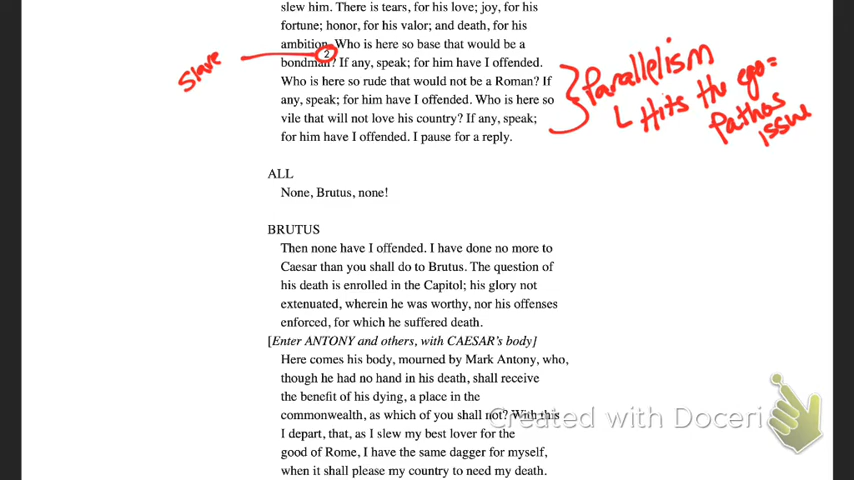 slew him. There is tears, for his love; joy, for his
fortune; honor, for his valor; and death, for his
ambition. Who is here so base that would be a
Slave
2
bondman? If any, speak; for him have I offended.
Who is here so rude that would not be a Roman? If
any, speak; for him have I offended. Who is here so
vile that will not love his country? If any, speak;
for him have I offended. I pause for a reply.
Parallelism
Hits the ego =
pathos
issue
ALL
None, Brutus, none!
BRUTUS
Then none have I offended. I have done no more to
Caesar than you shall do to Brutus. The question of
his death is enrolled in the Capitol; his glory not
extenuated, wherein he was worthy, nor his offenses
enforced, for which he suffered death.
[Enter ANTONY and others, with CAESAR's body]
Here comes his body, mourned by Mark Antony, who,
though he had no hand in his death, shall receive
the benefit of his dying, a place in the
commonwealth, as which of you shall not? With this
I depart, that, as I slew my best lover for the
good of Rome, I have the same dagger for myself,
when it shall please my country to need my death.
Created with Doceri